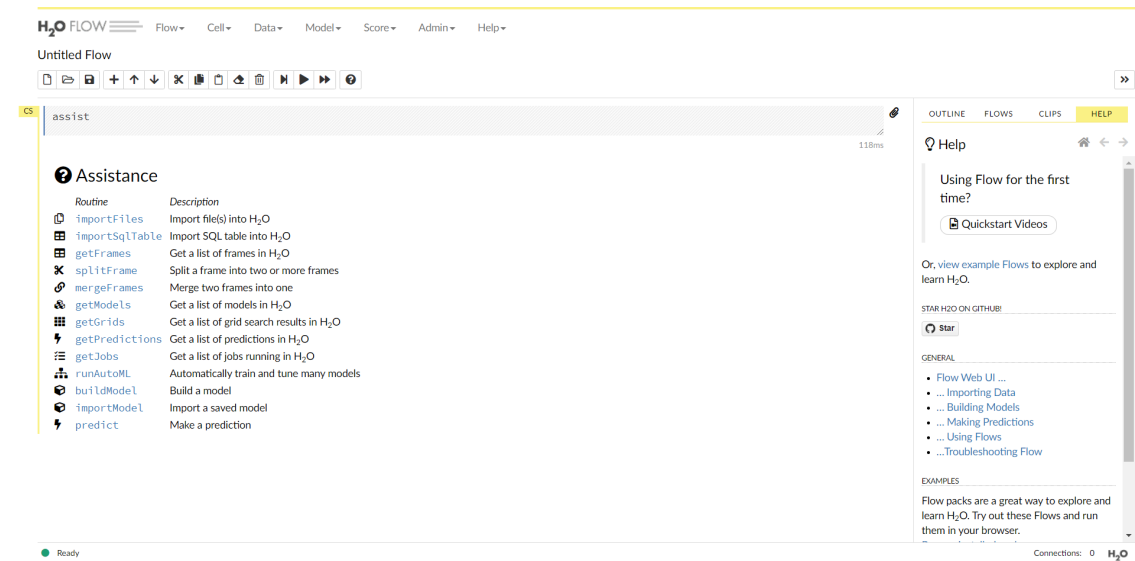 H2O FLOW Flow Cell Data Model Score Admin Help
Untitled Flow
CS
assist
118ms
Assistance
Routine Description
importFiles Import file(s) into H2O
importSqlTable Import SQL table into H2O
getFrames Get a list of frames in H2O
splitFrame Split a frame into two or more frames
mergeFrames Merge two frames into one
getModels Get a list of models in H2O
getGrids Get a list of grid search results in H2O
getPredictions Get a list of predictions in H2O
getJobs Get a list of jobs running in H2O
runAutoML Automatically train and tune many models
buildModel Build a model
importModel Import a saved model
predict Make a prediction
OUTLINE FLOWS CLIPS HELP
Help
Using Flow for the first
time?
Quickstart Videos
Or, view example Flows to explore and
learn H2O.
STAR H2O ON GITHUB!
Star
GENERAL
• Flow Web UI ...
• ... Importing Data
• ... Building Models
• ... Making Predictions
• ... Using Flows
• ...Troubleshooting Flow
EXAMPLES
Flow packs are a great way to explore and
learn H2O. Try out these Flows and run
them in your browser.
Ready
Connections: 0 H2O